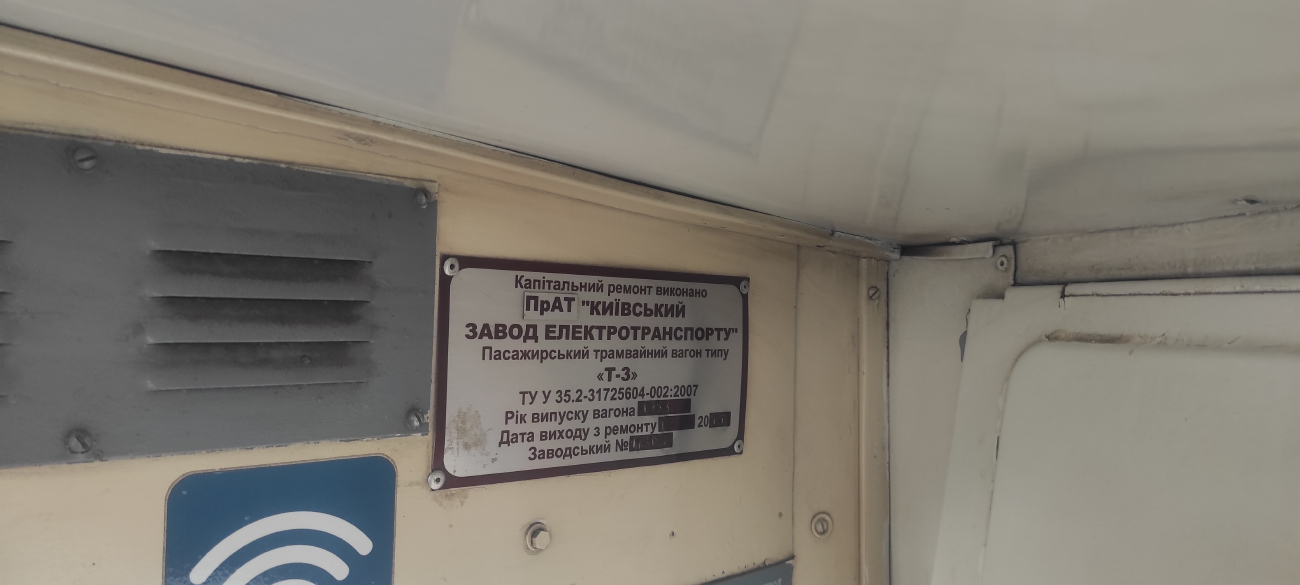 Капітальний ремонт виконано
ПрАТ "КИЇВСЬКИЙ
ЗАВОД ЕЛЕКТРОТРАНСПОРТУ"
Пасажирський трамвайний вагон типу
«Т-3»
ТУ У 35.2-31725604-002:2007
Рік випуску вагона
Дата виходу з ремонту 20
Заводський №